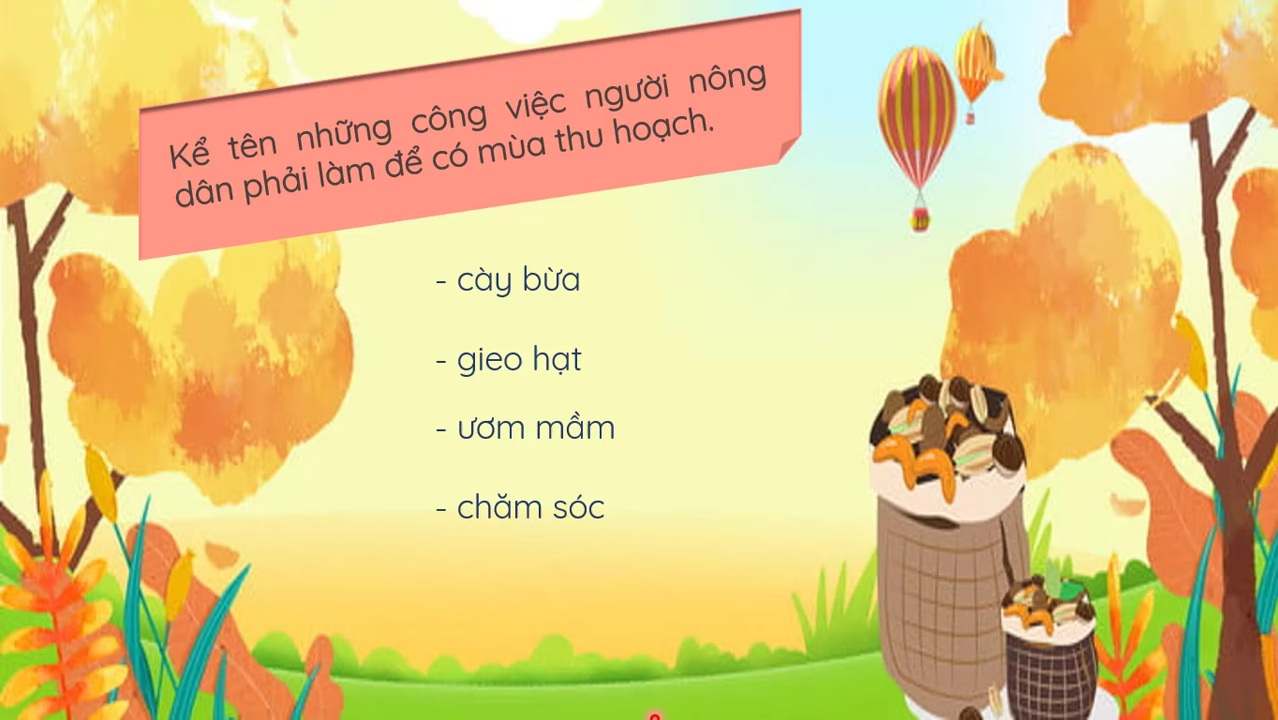 Kể tên những công việc người nông
dân phải làm để có mùa thu hoạch.
- cày bừa
- gieo hạt
- ươm mầm
- chăm sóc